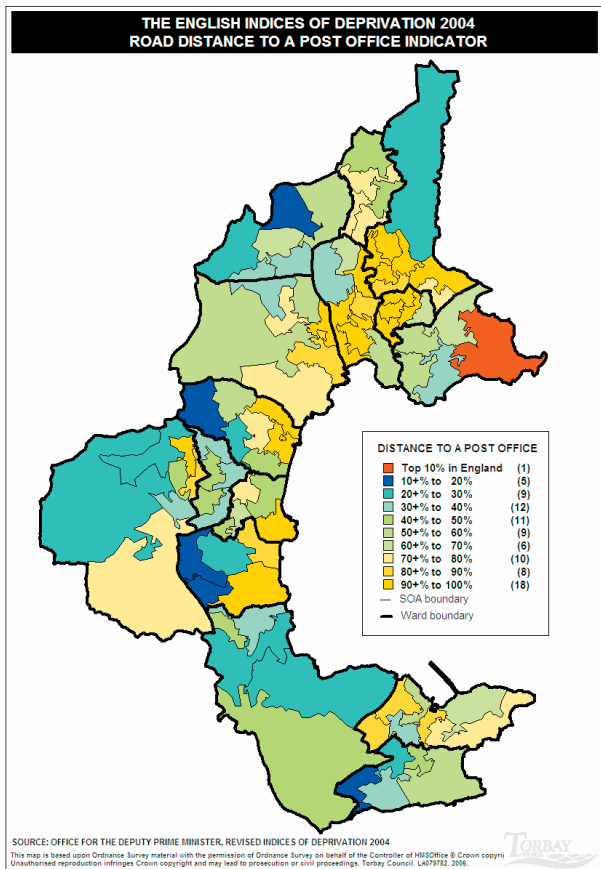 THE ENGLISH INDICES OF DEPRIVATION 2004
ROAD DISTANCE TO A POST OFFICE INDICATOR
DISTANCE TO A POST OFFICE
Top 10% in England (1)
10+% to 20% (5)
20+% to 30% (9)
30+% to 40% (12)
40+% to 50% (11)
50+% to 60% (9)
60+% to 70% (6)
70+% to 80% (10)
80+% to 90% (8)
90+% to 100% (18)
SOA boundary
Ward boundary
SOURCE: OFFICE FOR THE DEPUTY PRIME MINISTER, REVISED INDICES OF DEPRIVATION 2004
This map is based upon Ordnance Survey material with the permission of Ordnance Survey on behalf of the Controller of HMSOffice © Crown copyri
Unauthorised reproduction infringes Crown copyright and may lead to prosecution or civil proceedings. Torbay Council. LA079782. 2006.
TORBAY